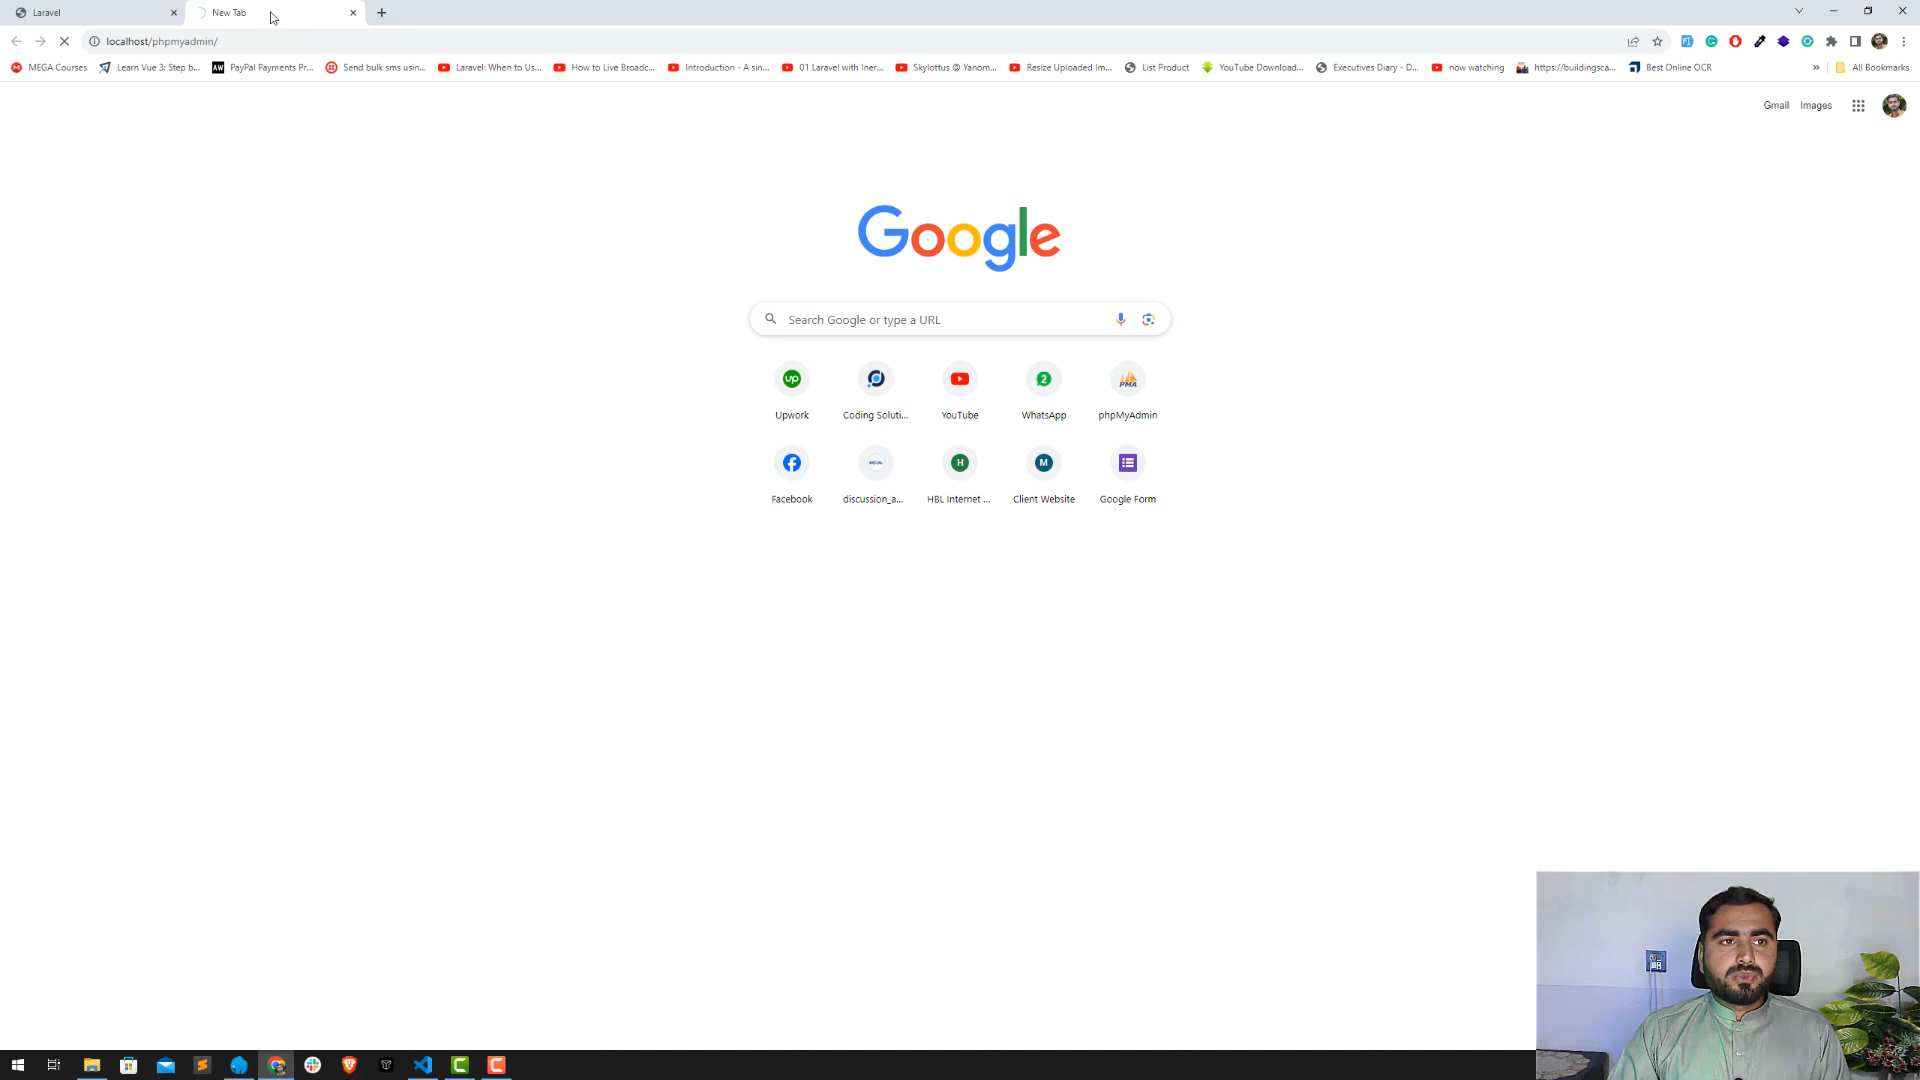 Laravel
New Tab
localhost/phpmyadmin/
MEGA Courses
Learn Vue 3: Step b...
PayPal Payments Pr...
Send bulk sms usin...
Laravel: When to Us...
How to Live Broadc...
Introduction - A sin...
01 Laravel with Iner...
Skylottus @ Yanom...
Resize Uploaded Im...
List Product
YouTube Download...
Executives Diary - D...
now watching
https://buildingsca...
Best Online OCR
»
All Bookmarks
Gmail
Images
Google
Search Google or type a URL
up
2
PMA
Upwork
Coding Soluti...
YouTube
WhatsApp
phpMyAdmin
H
M
Facebook
discussion_a...
HBL Internet ...
Client Website
Google Form